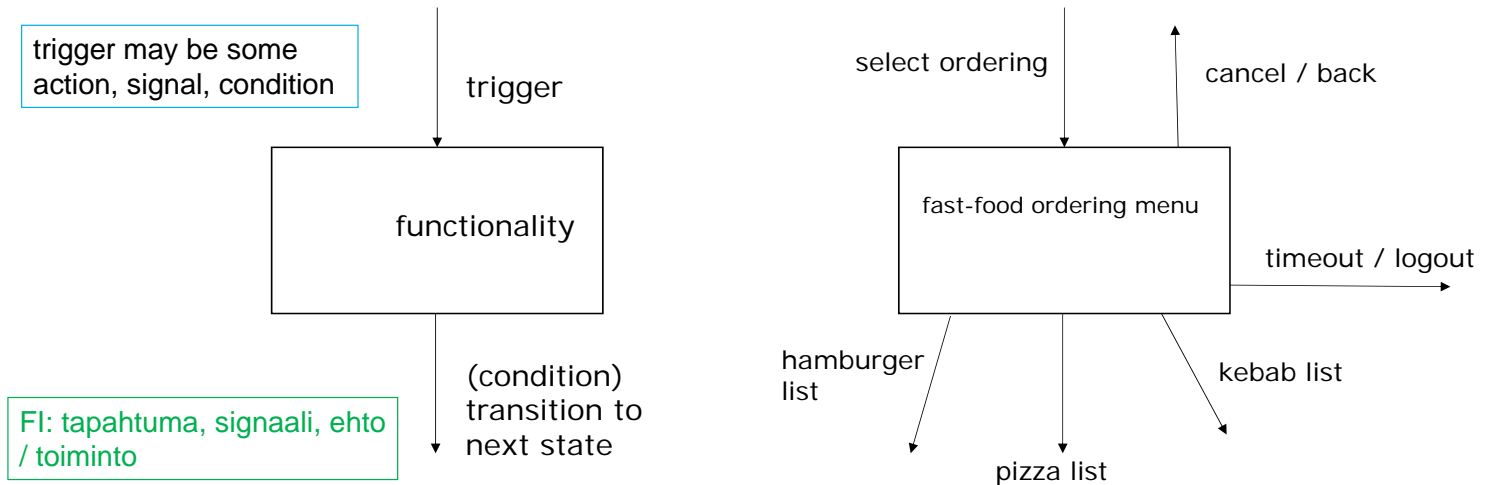 trigger may be some
action, signal, condition
trigger
functionality
(condition)
transition to
next state
FI: tapahtuma, signaali, ehto
/ toiminto
select ordering
cancel / back
fast-food ordering menu
timeout / logout
hamburger
list
kebab list
pizza list